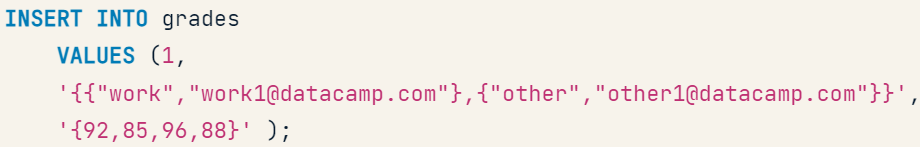 INSERT INTO grades
VALUES (1,
'{{"work","work1@datacamp.com"},{"other","other1@datacamp.com"}}',
'{92,85,96,88}' );